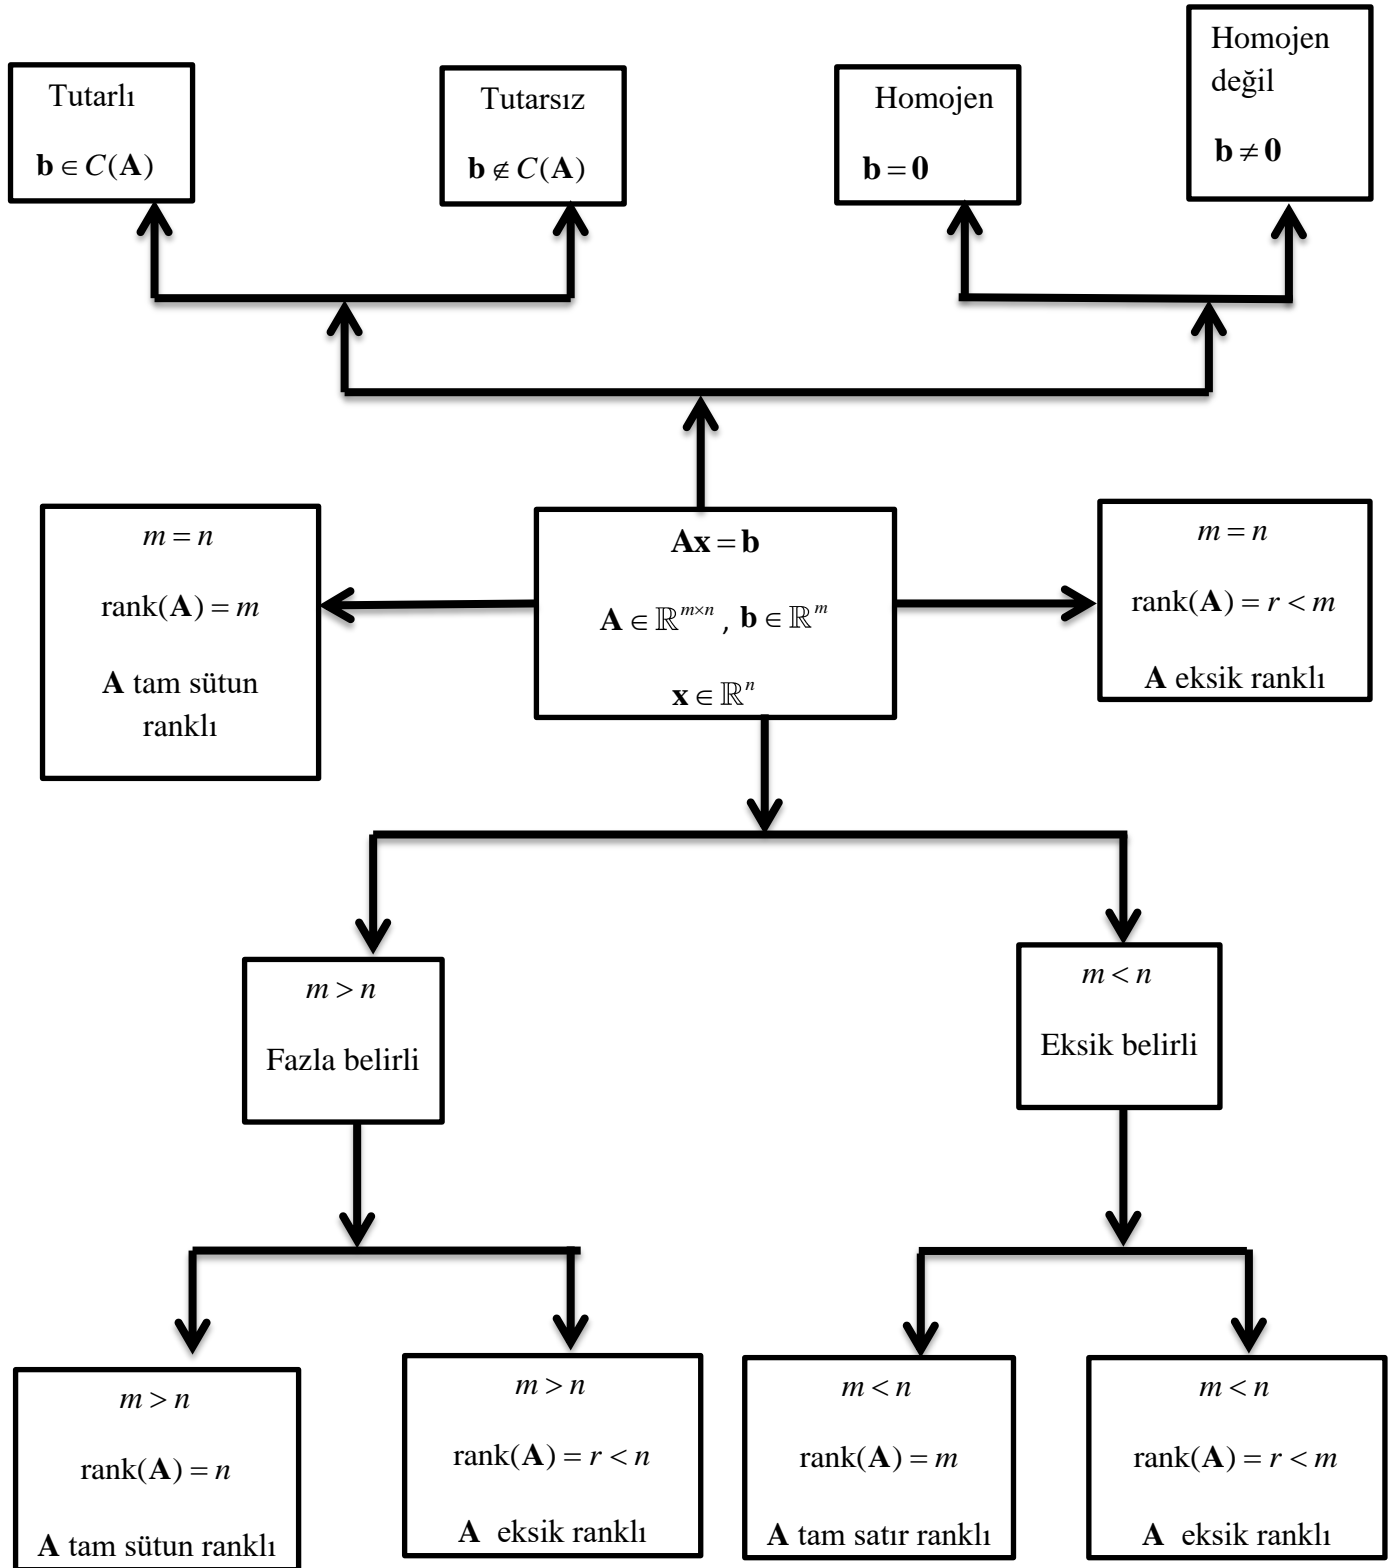 Tutarlı
b ∈ C(A)
Tutarsız
b ∉ C(A)
Homojen
b = 0
Homojen
değil
b ≠ 0
m = n
rank(A) = m
A tam sütun
ranklı
Ax = b
A ∈ ℝ^{m×n} , b ∈ ℝ^m
x ∈ ℝ^n
m = n
rank(A) = r < m
A eksik ranklı
m > n
Fazla belirli
m < n
Eksik belirli
m > n
rank(A) = n
A tam sütun ranklı
m > n
rank(A) = r < n
A eksik ranklı
m < n
rank(A) = m
A tam satır ranklı
m < n
rank(A) = r < m
A eksik ranklı